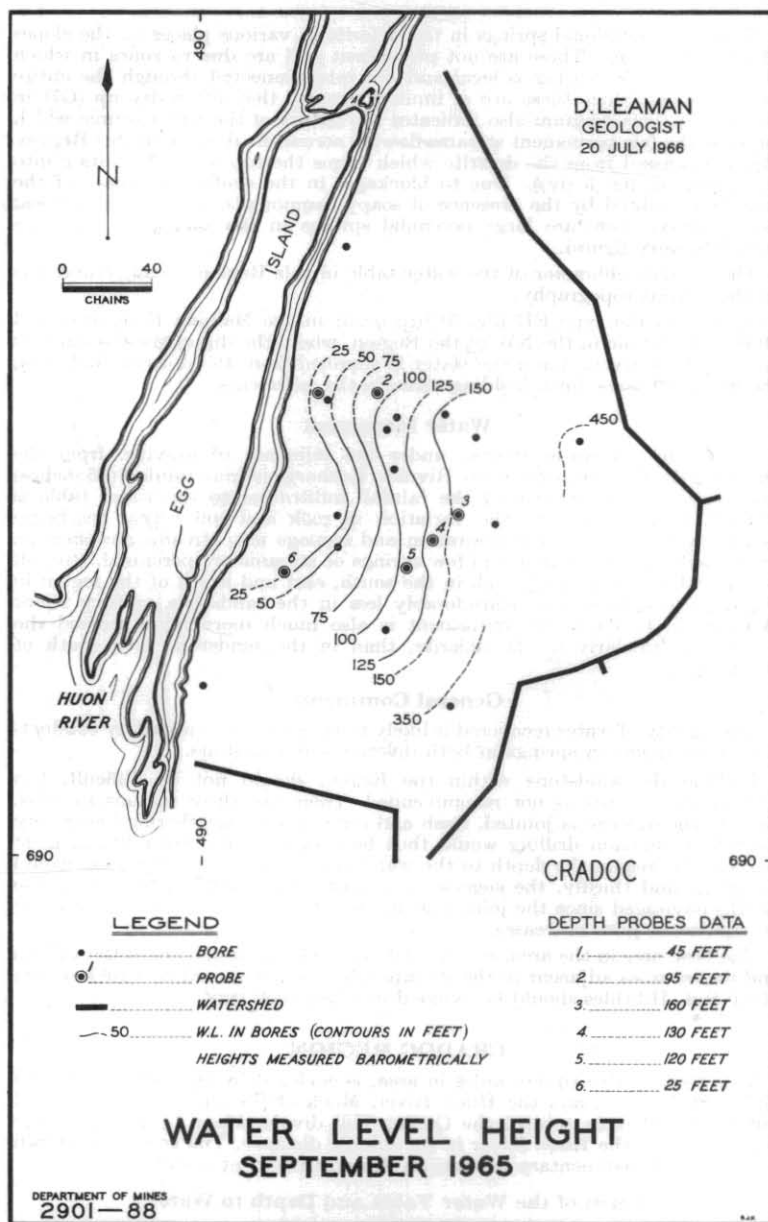 490
D. LEAMAN
GEOLOGIST
20 JULY 1966
N
ISLAND
0 40
CHAINS
25 50 75 100 125 150
1 2
450
EGG
3
4
5
6
25
50
75
100
125
150
350
HUON
RIVER
490
690 690
CRADOC
LEGEND
BORE
1 PROBE
WATERSHED
50 W.L. IN BORES (CONTOURS IN FEET)
HEIGHTS MEASURED BAROMETRICALLY
DEPTH PROBES DATA
1. 45 FEET
2. 95 FEET
3. 160 FEET
4. 130 FEET
5. 120 FEET
6. 25 FEET
WATER LEVEL HEIGHT
SEPTEMBER 1965
DEPARTMENT OF MINES
2901—88